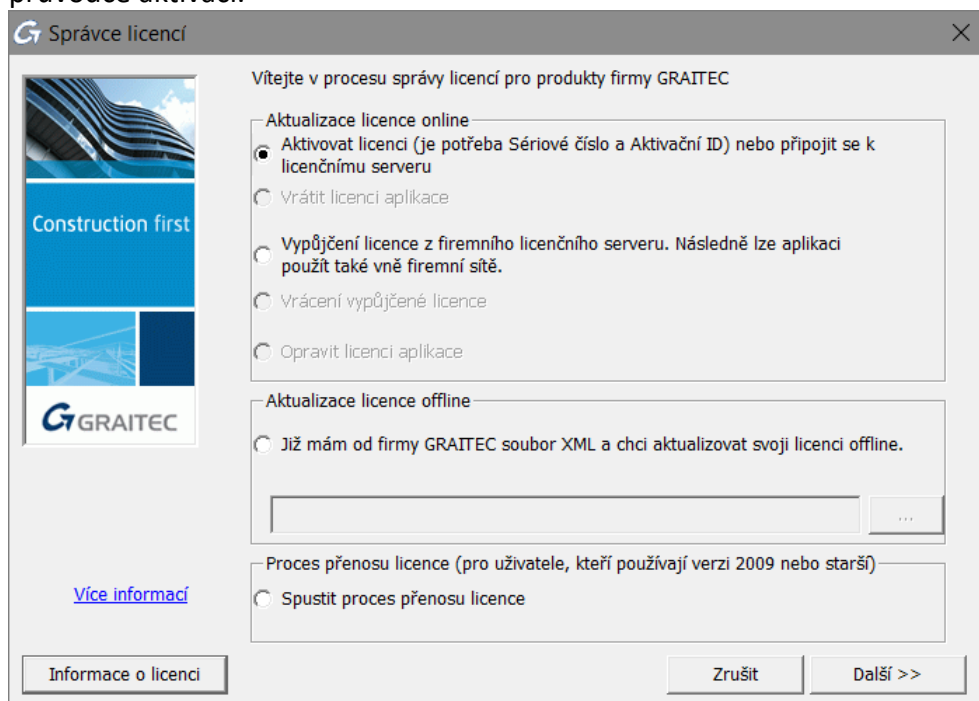 Správce licencí
Vítejte v procesu správy licencí pro produkty firmy GRAITEC
Aktualizace licence online
Aktivovat licenci (je potřeba Sériové číslo a Aktivační ID) nebo připojit se k
licenčnímu serveru
Vrátit licenci aplikace
Construction first
Vypůjčení licence z firemního licenčního serveru. Následně lze aplikaci
použít také vně firemní sítě.
Vrácení vypůjčené licence
Opravit licenci aplikace
GRAITEC
Aktualizace licence offline
Již mám od firmy GRAITEC soubor XML a chci aktualizovat svoji licenci offline.
...
Proces přenosu licence (pro uživatele, kteří používají verzi 2009 nebo starší)
Spustit proces přenosu licence
Více informací
Informace o licenci
Zrušit
Další >>